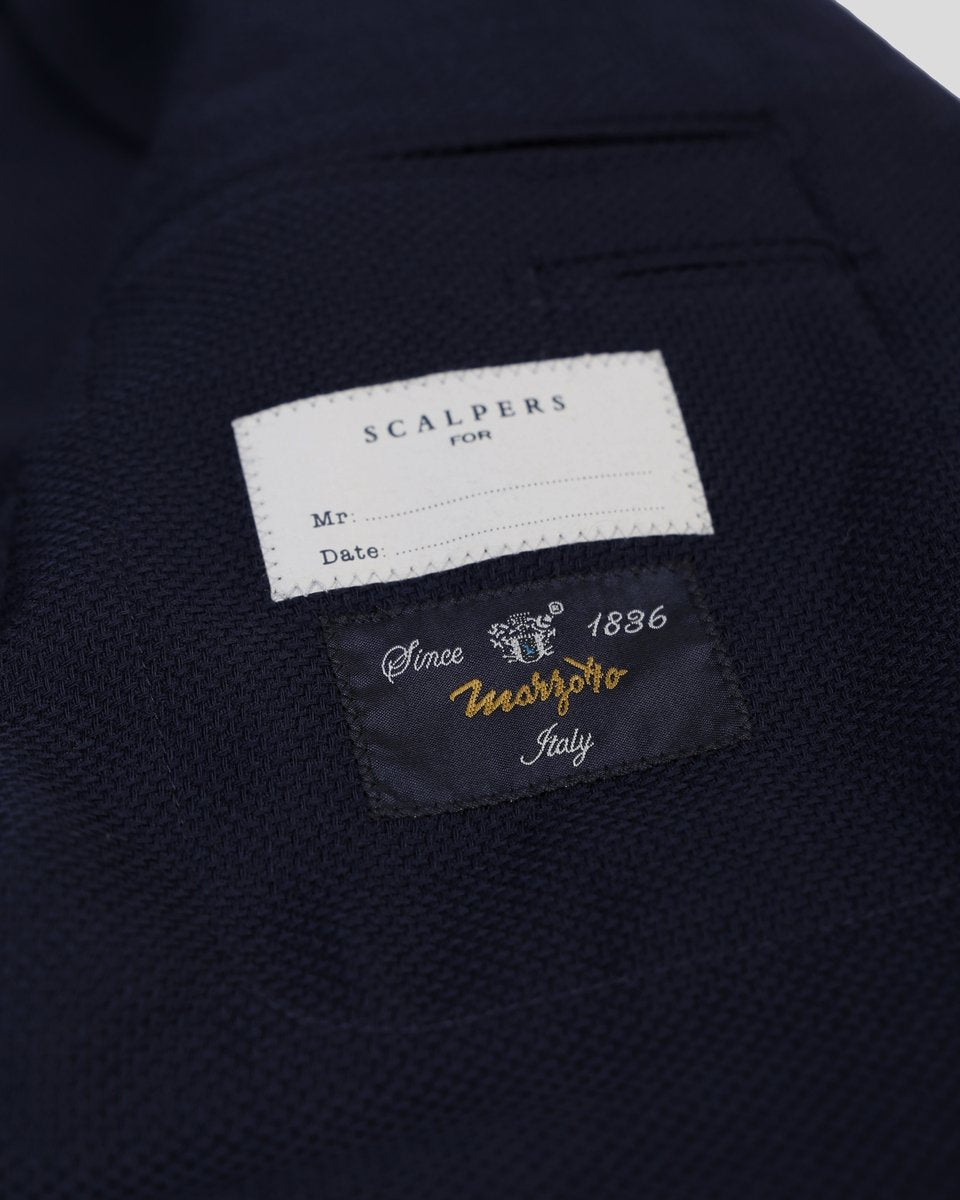 SCALPERS
FOR
Mr: ........................................
Date: ........................................
Since ® 1836
Marzotto
Italy